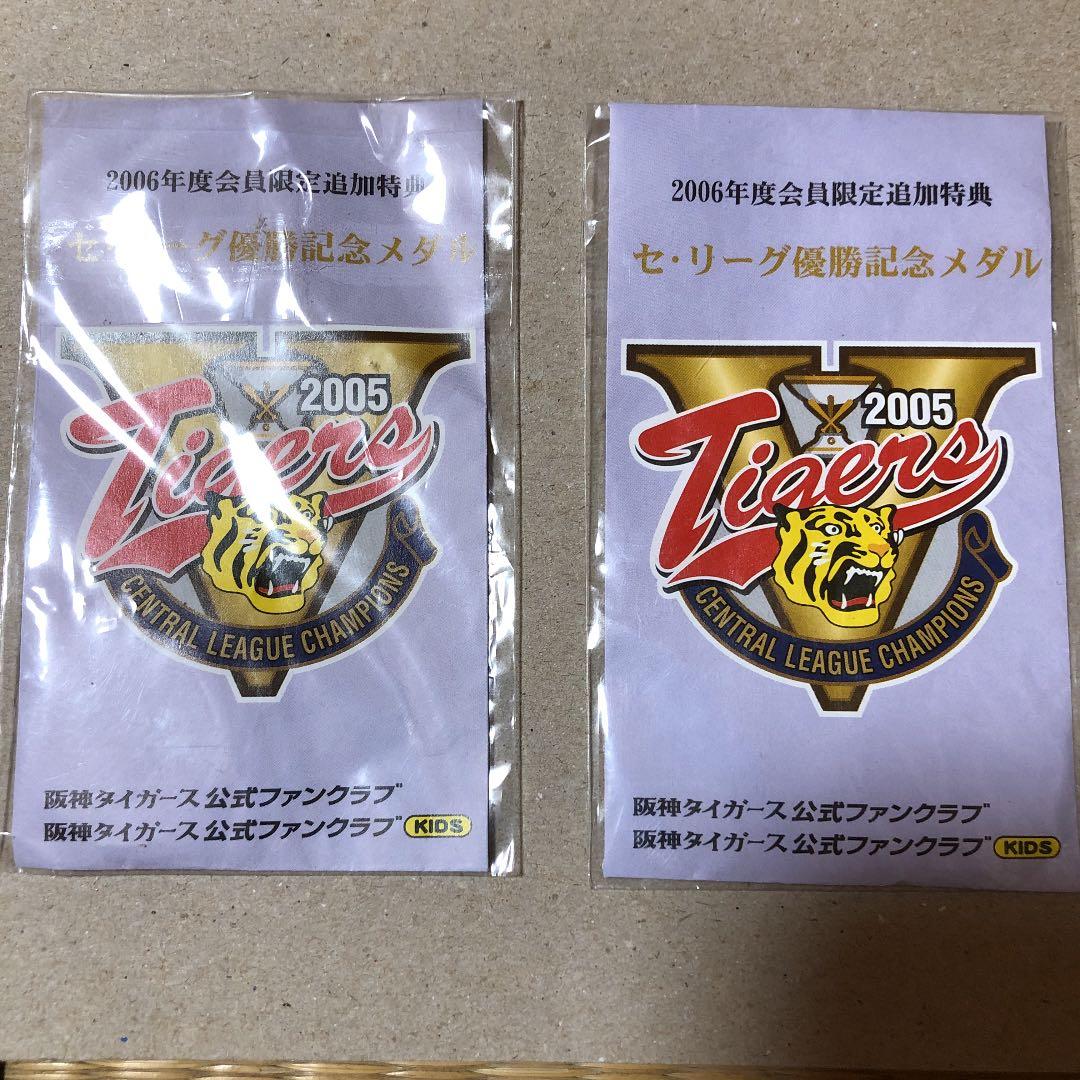 2006年度会員限定追加特典
セ・リーグ優勝記念メダル
2005
Tigers
CENTRAL LEAGUE CHAMPIONS
阪神タイガース 公式ファンクラブ
阪神タイガース 公式ファンクラブ KIDS
2006年度会員限定追加特典
セ・リーグ優勝記念メダル
2005
Tigers
CENTRAL LEAGUE CHAMPIONS
阪神タイガース 公式ファンクラブ
阪神タイガース 公式ファンクラブ KIDS